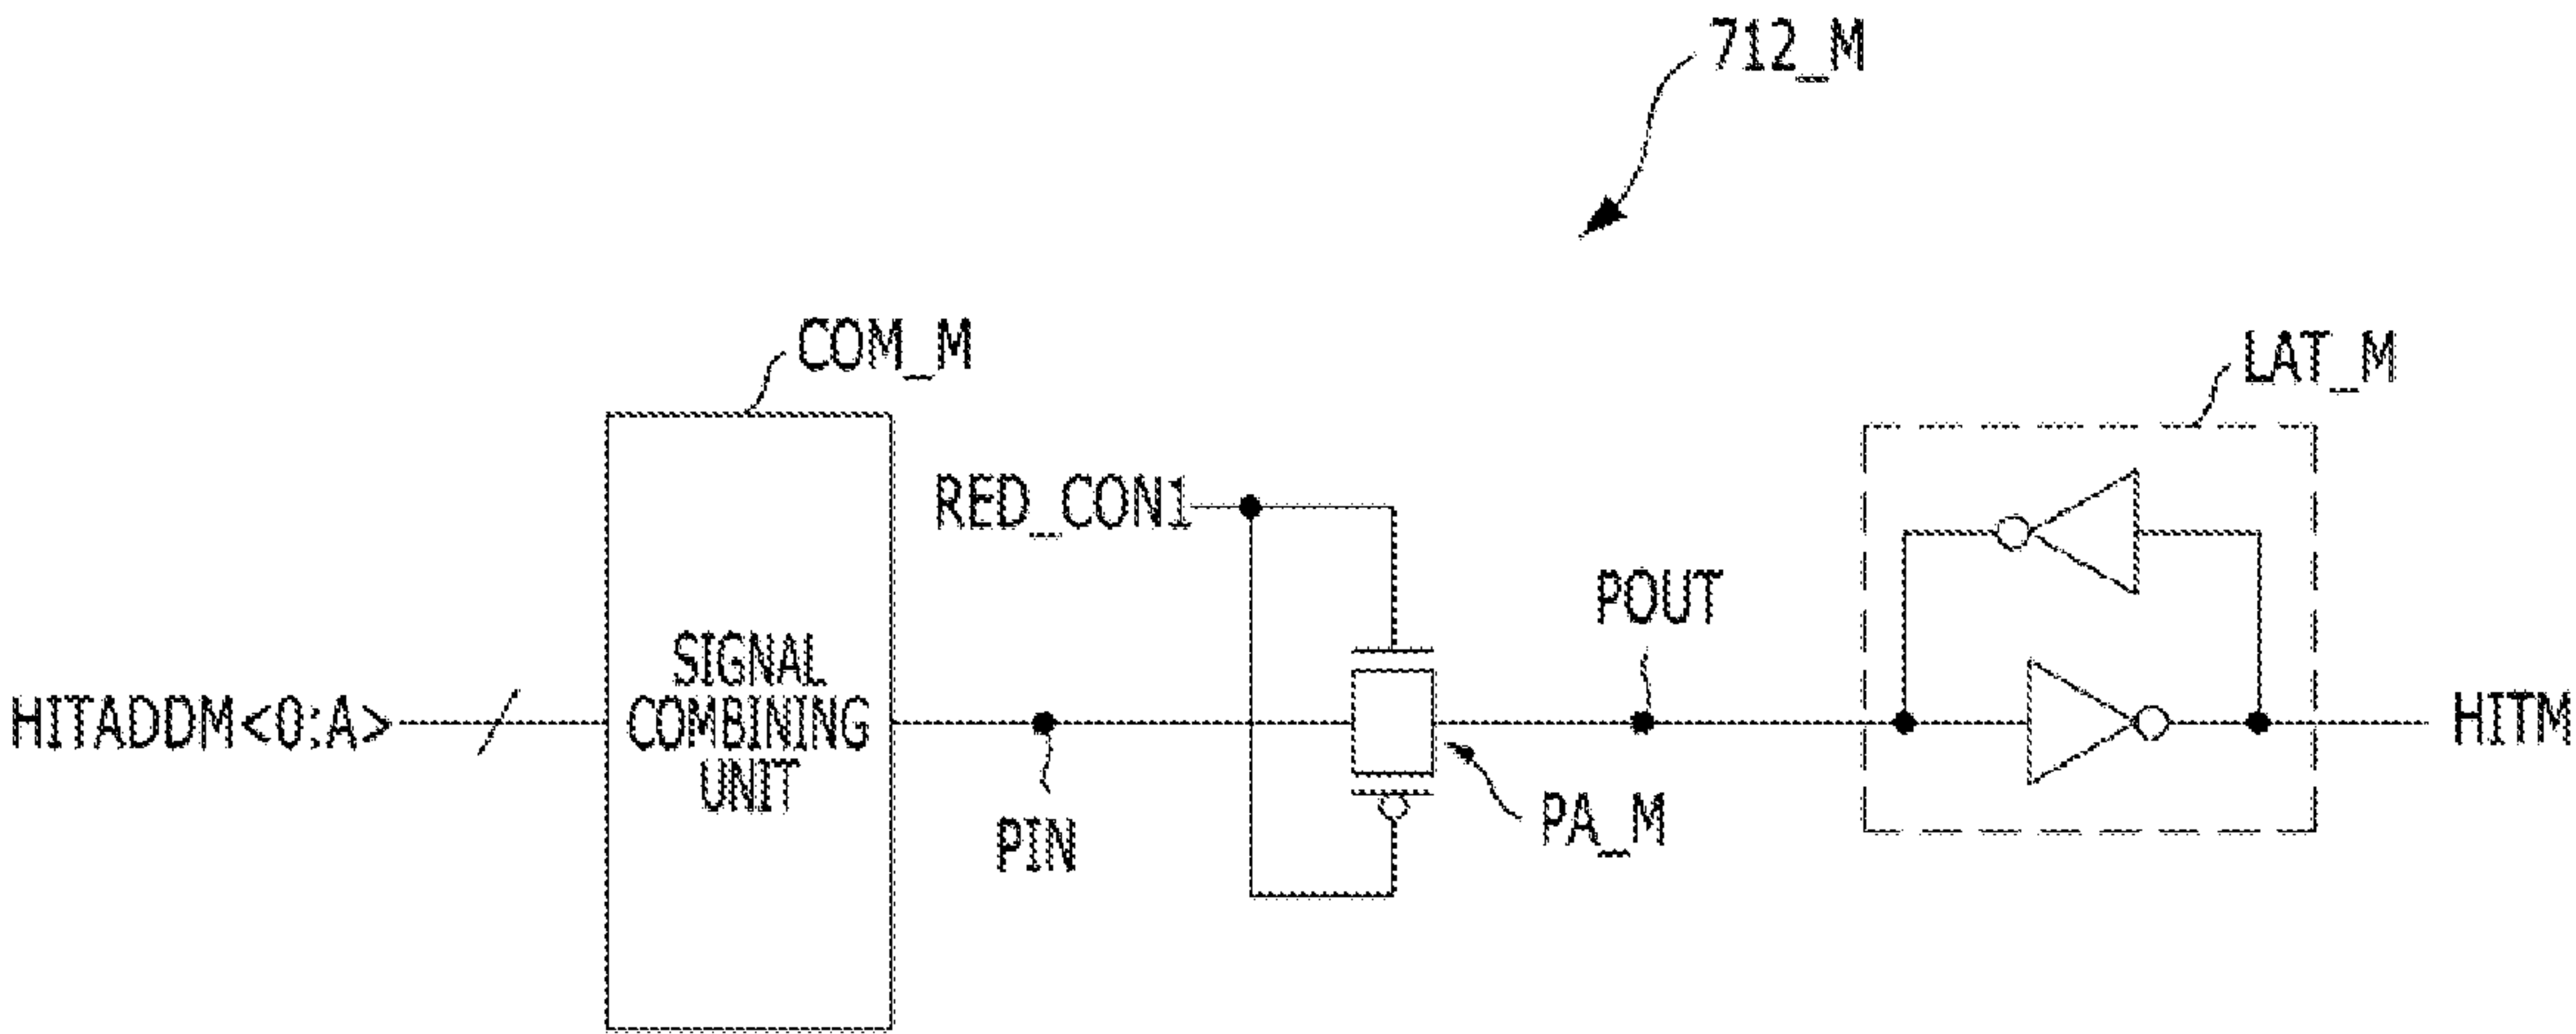 712_M
COM_M
LAT_M
RED_CON1
POUT
SIGNAL
COMBINING
UNIT
HITADDM<0:A>
HITM
PIN
PA_M